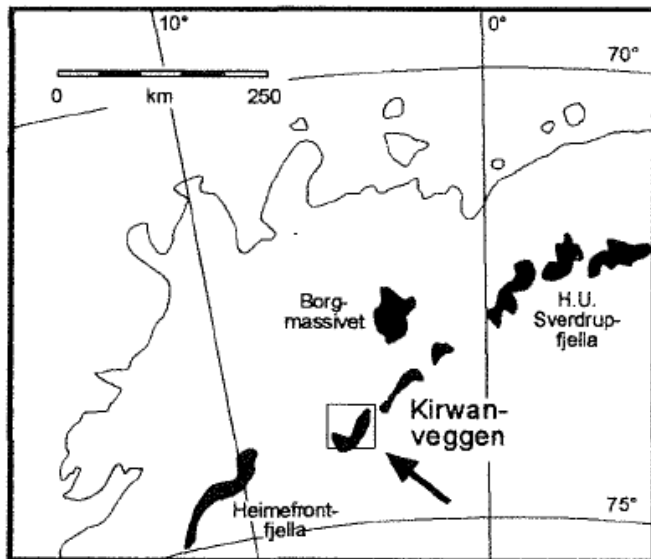 10°
0°
70°
0
km
250
Borg-
massivet
H.U.
Sverdrup-
fjella
Kirwan-
veggen
Heimefront-
fjella
75°